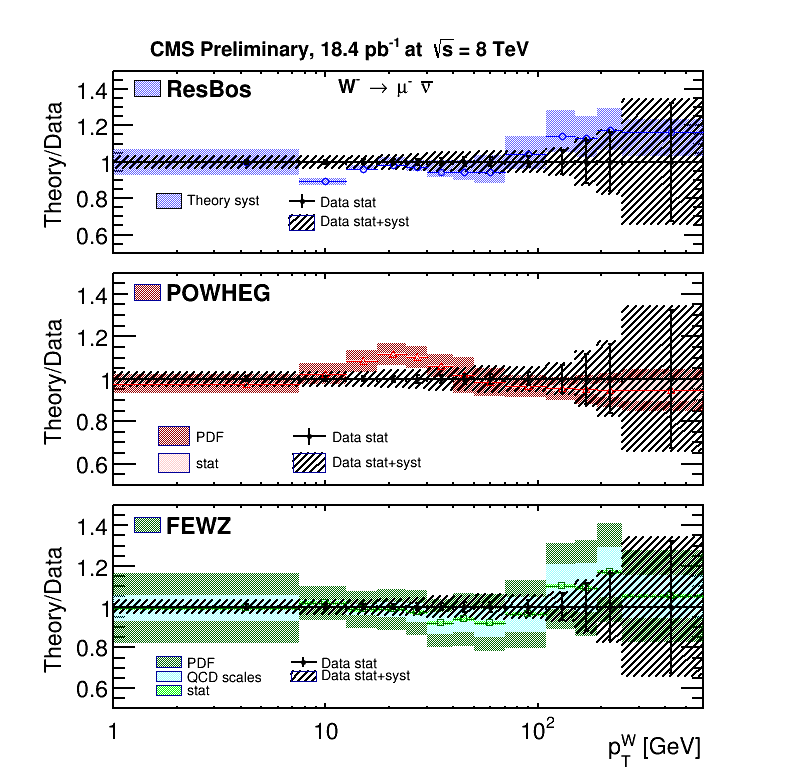 CMS Preliminary, 18.4 pb⁻¹ at √s = 8 TeV
ResBos
W⁻ → μ⁻ ν̅
Theory/Data
1.4
1.2
1
0.8
0.6
Theory syst
Data stat
Data stat+syst
POWHEG
Theory/Data
1.4
1.2
1
0.8
0.6
PDF
stat
Data stat
Data stat+syst
FEWZ
Theory/Data
1.4
1.2
1
0.8
0.6
PDF
QCD scales
stat
Data stat
Data stat+syst
1 10 10²
p_T^W [GeV]